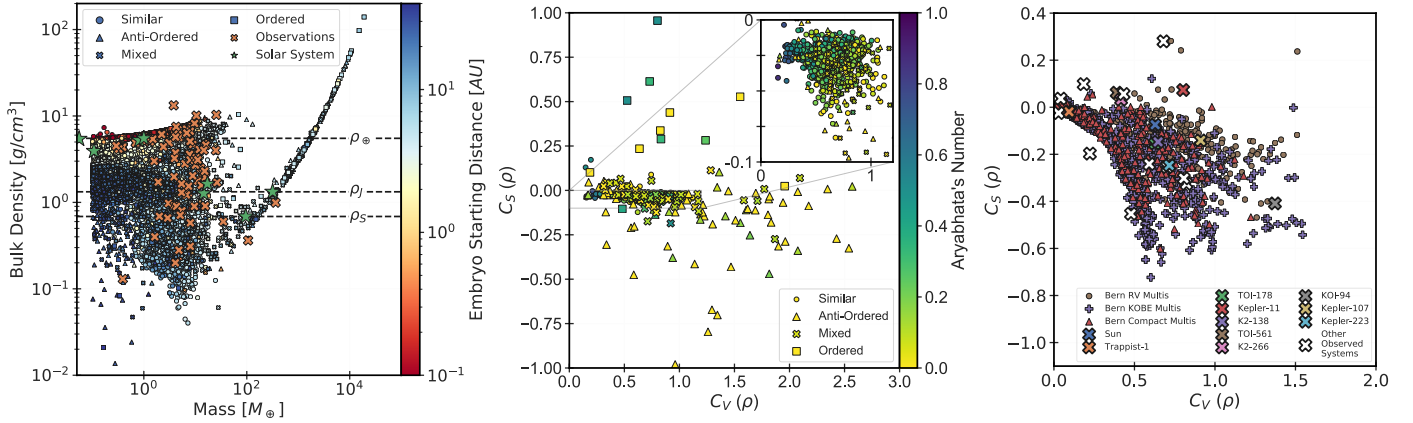 Similar
Anti-Ordered
Mixed
Ordered
Observations
Solar System
Bulk Density [g/cm³]
10²
10¹
10⁰
10⁻¹
10⁻²
ρ⊕
ρJ
ρS
10⁰
10²
10⁴
Mass [M⊕]
10¹
10⁰
10⁻¹
Embryo Starting Distance [AU]
C_S (ρ)
1.00
0.75
0.50
0.25
0.00
−0.25
−0.50
−0.75
−1.00
0.0
0.5
1.0
1.5
2.0
2.5
3.0
C_V (ρ)
0
−0.1
0
1
Similar
Anti-Ordered
Mixed
Ordered
1.0
0.8
0.6
0.4
0.2
0.0
Aryabhata's Number
C_S (ρ)
0.4
0.2
0.0
−0.2
−0.4
−0.6
−0.8
−1.0
0.0
0.5
1.0
1.5
2.0
C_V (ρ)
Bern RV Multis
Bern KOBE Multis
Bern Compact Multis
Sun
Trappist-1
TOI-178
Kepler-11
K2-138
TOI-561
K2-266
KOI-94
Kepler-107
Kepler-223
Other
Observed
Systems